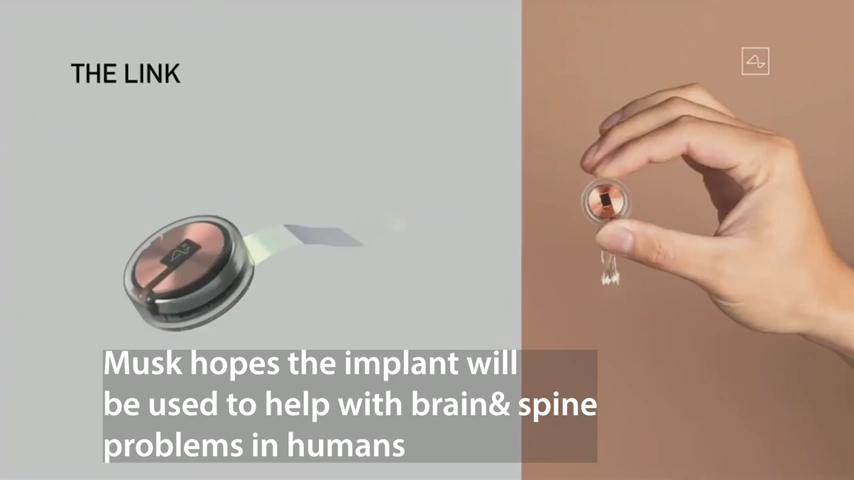 THE LINK
Musk hopes the implant will
be used to help with brain& spine
problems in humans